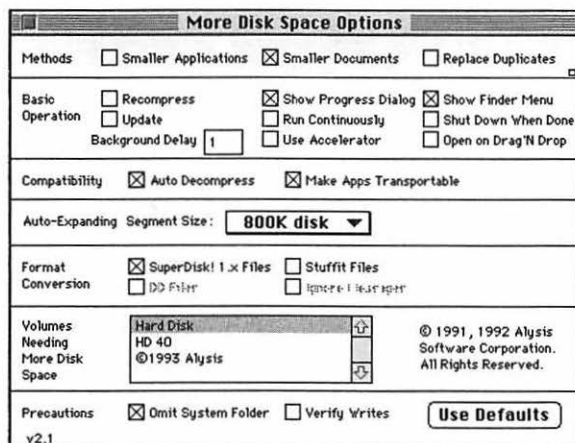 More Disk Space Options
Methods Smaller Applications Smaller Documents Replace Duplicates
Basic Operation
Recompress Show Progress Dialog Show Finder Menu
Update Run Continuously Shut Down When Done
Background Delay 1 Use Accelerator Open on Drag'N Drop
Compatibility Auto Decompress Make Apps Transportable
Auto-Expanding Segment Size: 800K disk
Format Conversion
SuperDisk! 1.x Files Stuffit Files
DD Files Ignore
Volumes
Needing
More Disk
Space
Hard Disk
HD 40
©1993 Alysis
© 1991, 1992 Alysis
Software Corporation.
All Rights Reserved.
Precautions Omit System Folder Verify Writes Use Defaults
v2.1